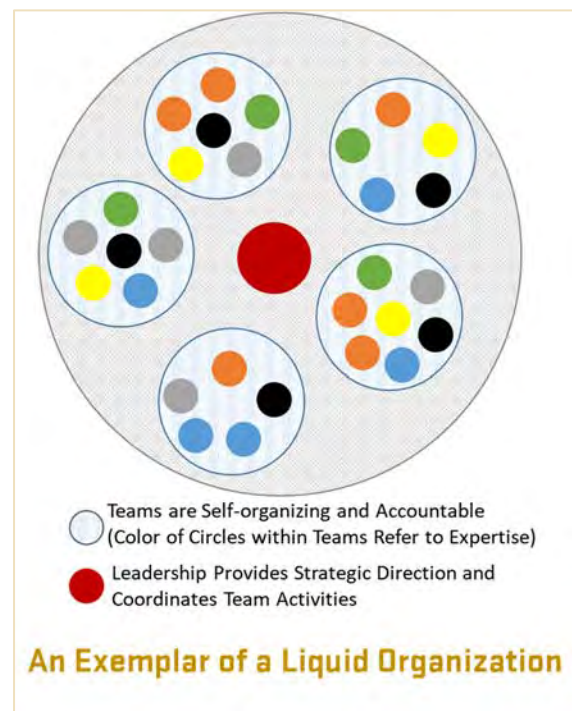 Teams are Self-organizing and Accountable
(Color of Circles within Teams Refer to Expertise)
Leadership Provides Strategic Direction and
Coordinates Team Activities
An Exemplar of a Liquid Organization